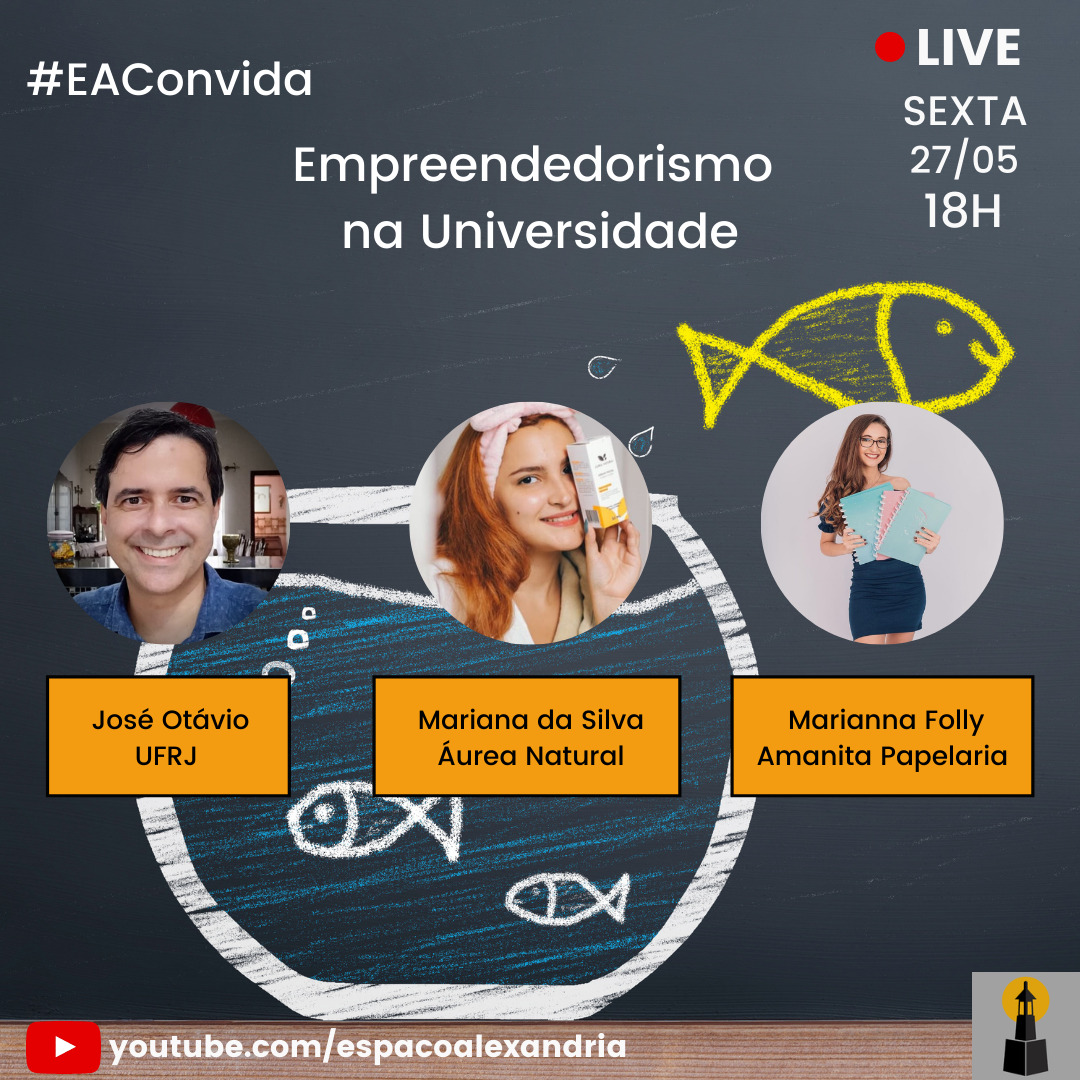 #EAConvida
LIVE
SEXTA
27/05
18H
Empreendedorismo
na Universidade
José Otávio
UFRJ
Mariana da Silva
Áurea Natural
Marianna Folly
Amanita Papelaria
youtube.com/espacoalexandria